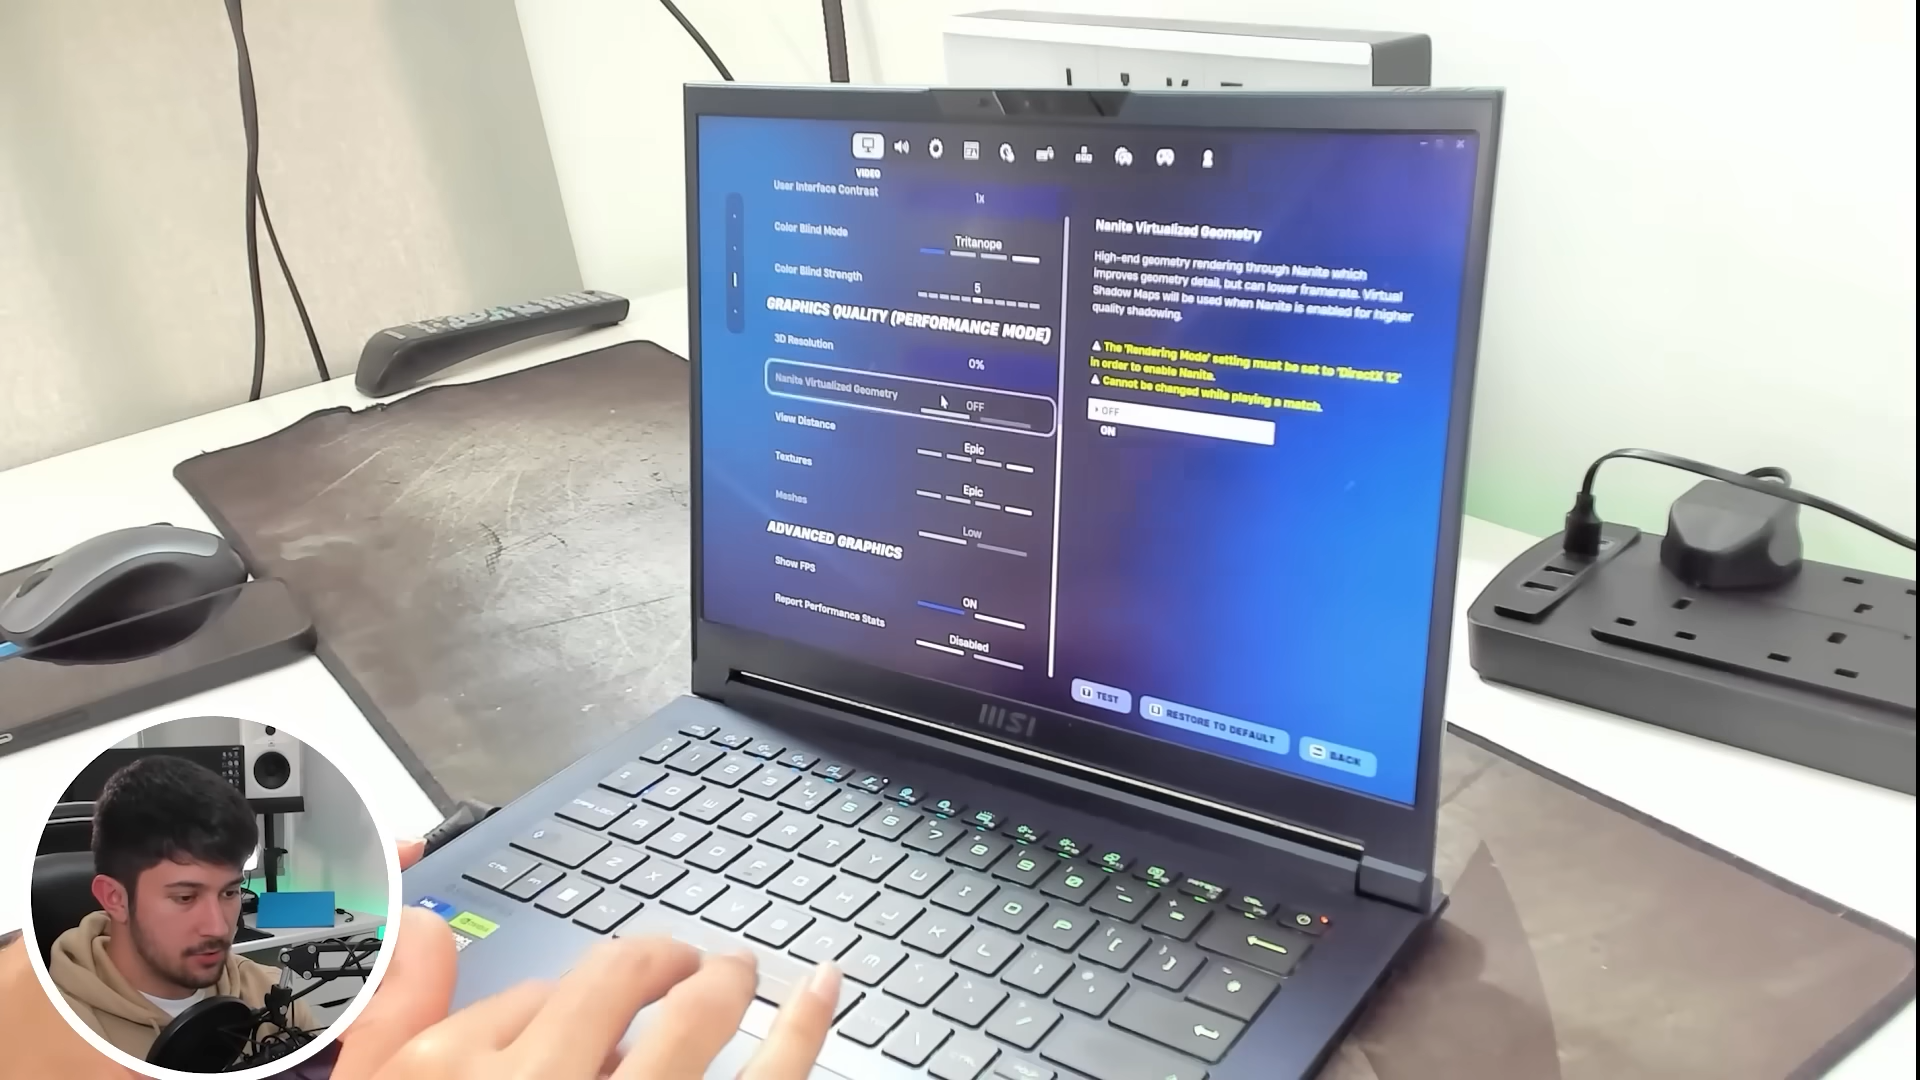 VIDEO
User Interface Contrast
1x
Color Blind Mode
Tritanope
Color Blind Strength
5
GRAPHICS QUALITY (PERFORMANCE MODE)
3D Resolution
0%
Nanite Virtualized Geometry
OFF
View Distance
Epic
Textures
Epic
Meshes
Low
ADVANCED GRAPHICS
Show FPS
ON
Report Performance Stats
Disabled
Nanite Virtualized Geometry
High-end geometry rendering through Nanite which
improves geometry detail, but can lower framerate. Virtual
Shadow Maps will be used when Nanite is enabled for higher
quality shadowing.
The 'Rendering Mode' setting must be set to 'DirectX 12'
in order to enable Nanite.
Cannot be changed while playing a match.
OFF
ON
TEST
RESTORE TO DEFAULT
BACK
msi